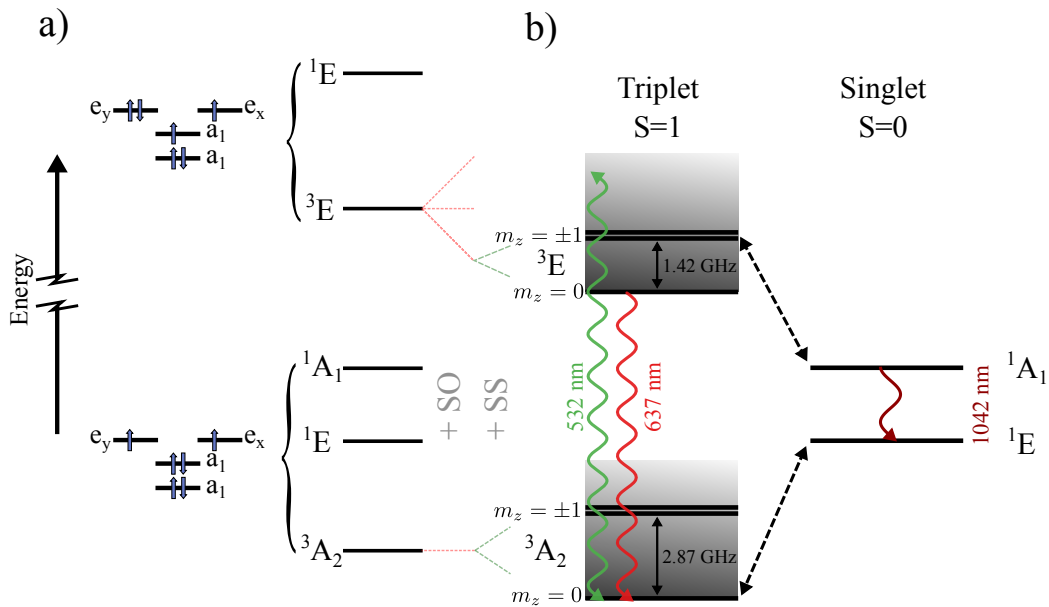 a)
Energy
e_y
e_x
a_1
a_1
^1E
^3E
e_y
e_x
a_1
a_1
^1A_1
^1E
^3A_2
+ SO
+ SS
b)
Triplet
S=1
Singlet
S=0
m_z = ±1
^3E
1.42 GHz
m_z = 0
532 nm
637 nm
m_z = ±1
^3A_2
2.87 GHz
m_z = 0
^1A_1
1042 nm
^1E